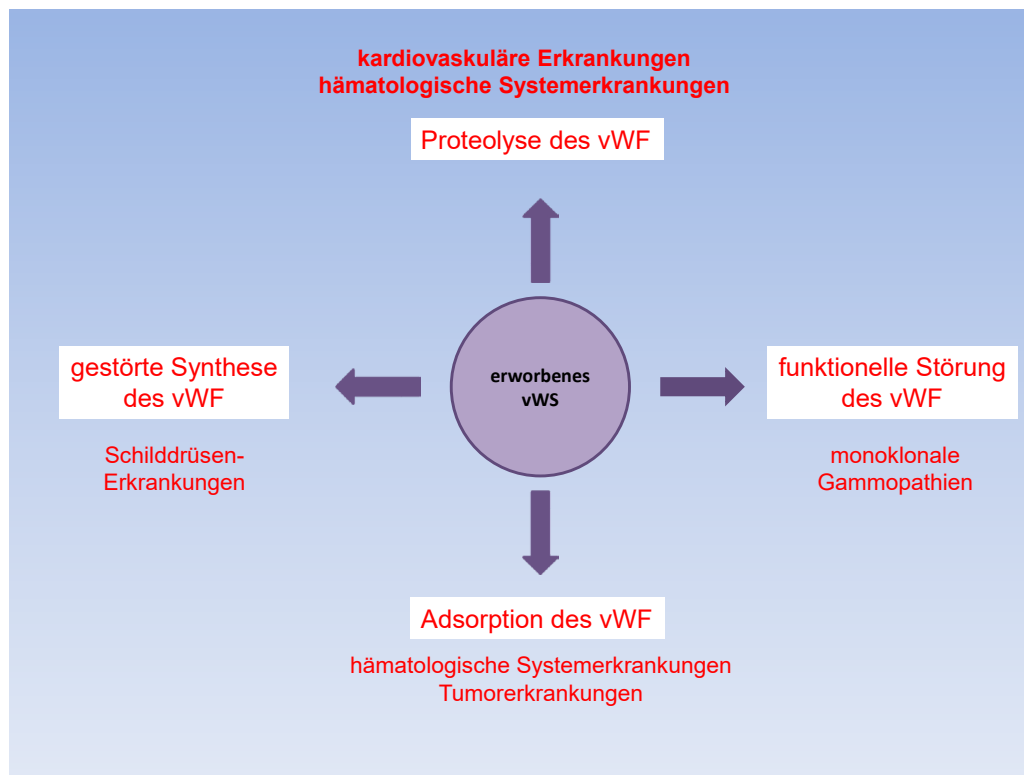 kardiovaskuläre Erkrankungen
hämatologische Systemerkrankungen
Proteolyse des vWF
gestörte Synthese
des vWF
Schilddrüsen-
Erkrankungen
erworbenes
vWS
funktionelle Störung
des vWF
monoklonale
Gammopathien
Adsorption des vWF
hämatologische Systemerkrankungen
Tumorerkrankungen